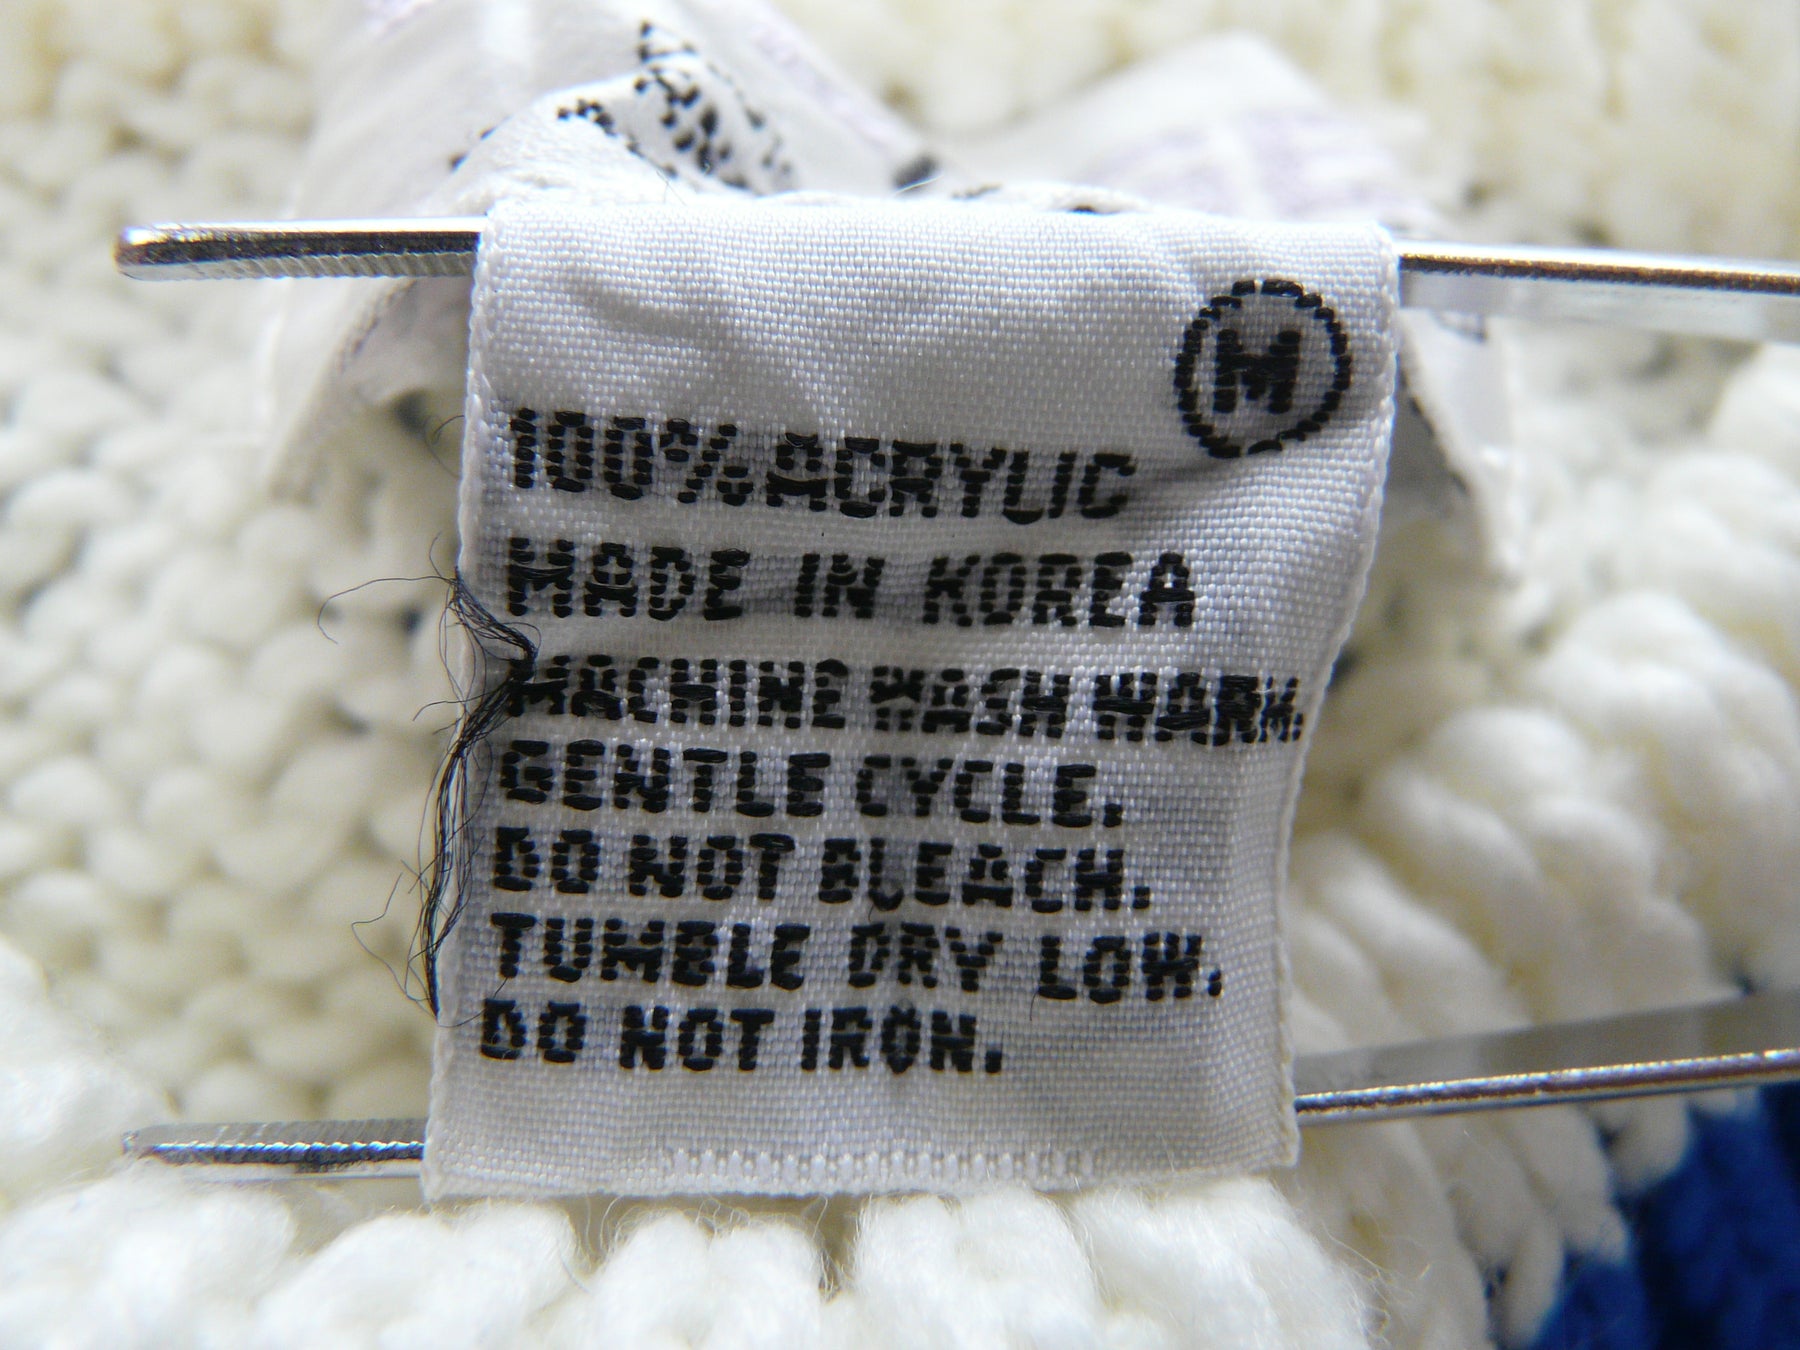 M
100% ACRYLIC
MADE IN KOREA
MACHINE WASH WARM.
GENTLE CYCLE.
DO NOT BLEACH.
TUMBLE DRY LOW.
DO NOT IRON.